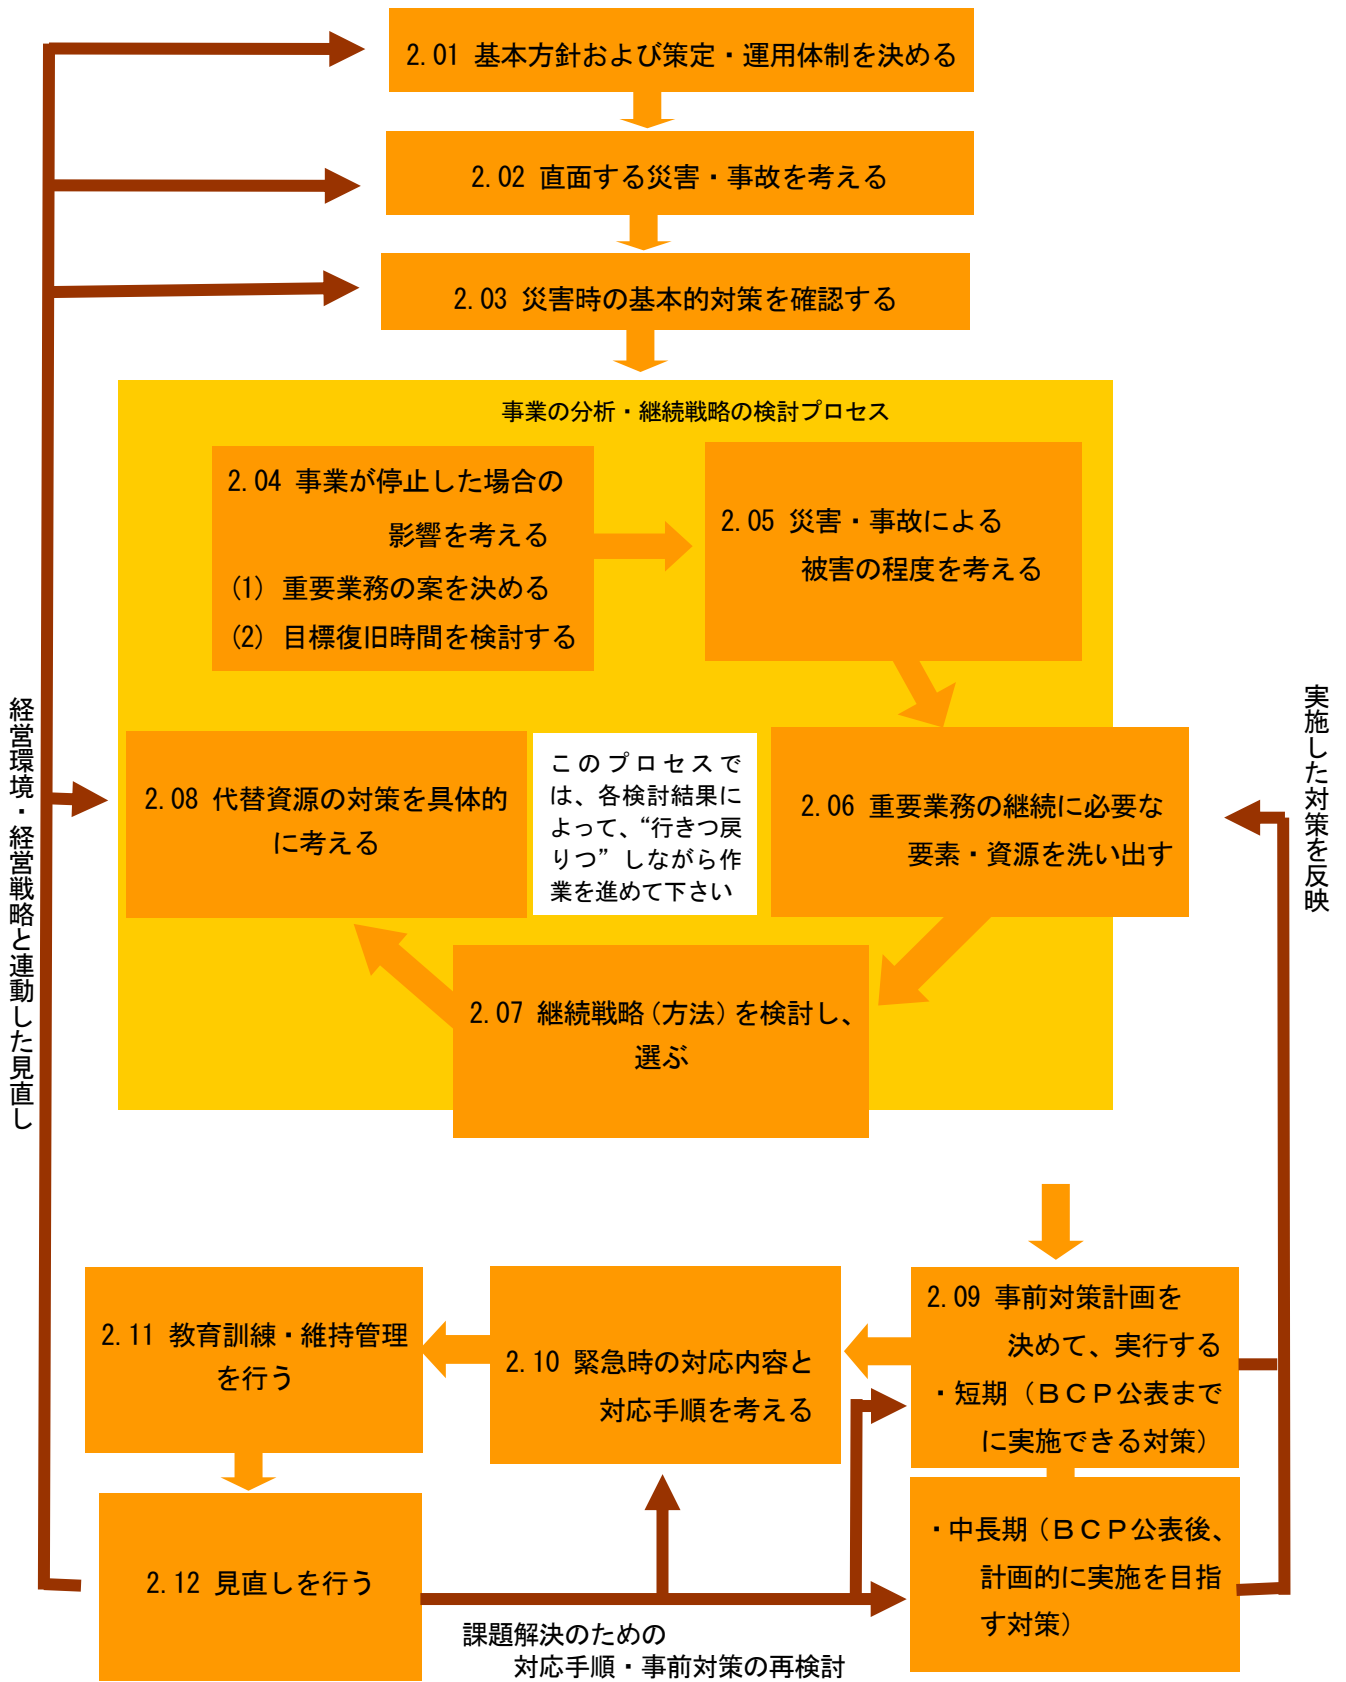 2.01 基本方針および策定・運用体制を決める
2.02 直面する災害・事故を考える
2.03 災害時の基本的対策を確認する
事業の分析・継続戦略の検討プロセス
2.04 事業が停止した場合の
影響を考える
(1) 重要業務の案を決める
(2) 目標復旧時間を検討する
2.05 災害・事故による
被害の程度を考える
2.08 代替資源の対策を具体的
に考える
このプロセスで
は、各検討結果に
よって、“行きつ戻
りつ” しながら作
業を進めて下さい
2.06 重要業務の継続に必要な
要素・資源を洗い出す
2.07 継続戦略(方法)を検討し、
選ぶ
経営環境・経営戦略と連動した見直し
実施した対策を反映
2.09 事前対策計画を
決めて、実行する
・短期（ＢＣＰ公表まで
に実施できる対策）
・中長期（ＢＣＰ公表後、
計画的に実施を目指
す対策）
2.10 緊急時の対応内容と
対応手順を考える
2.11 教育訓練・維持管理
を行う
2.12 見直しを行う
課題解決のための
対応手順・事前対策の再検討